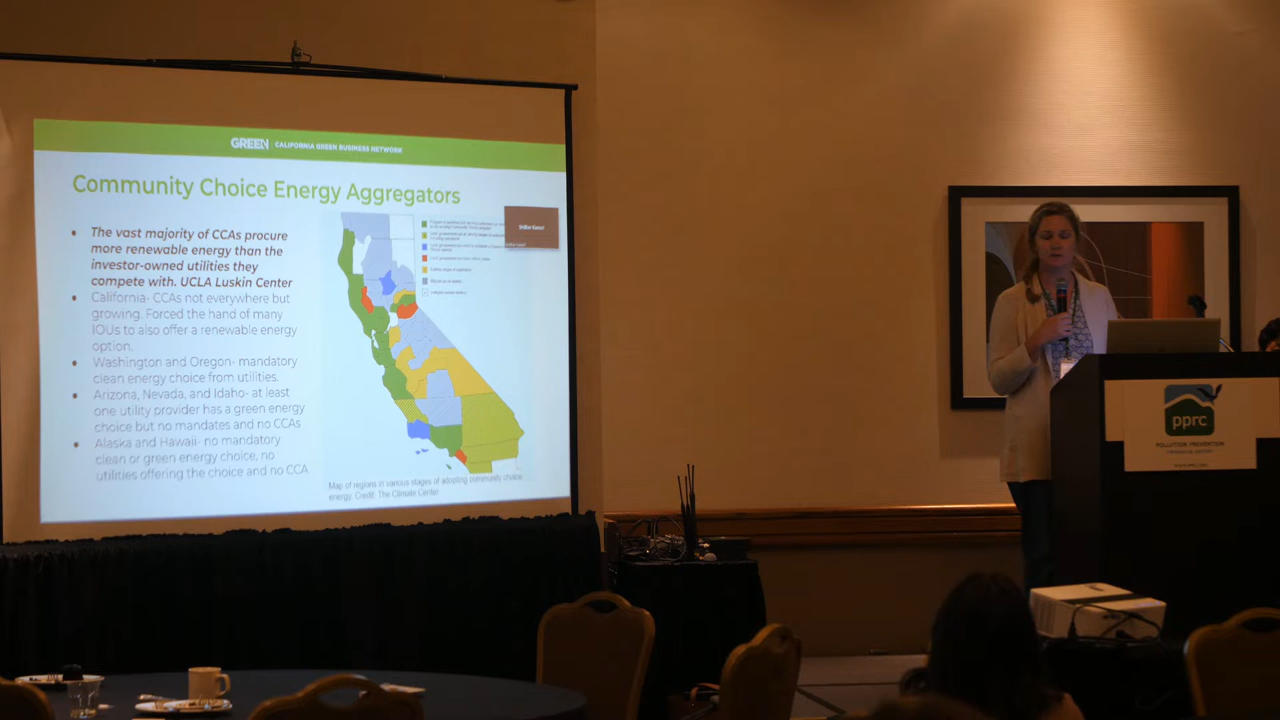 GREEN CALIFORNIA GREEN BUSINESS NETWORK
Community Choice Energy Aggregators
• The vast majority of CCAs procure
more renewable energy than the
investor-owned utilities they
compete with. UCLA Luskin Center
• California- CCAs not everywhere but
growing. Forced the hand of many
IOUs to also offer a renewable energy
option.
• Washington and Oregon- mandatory
clean energy choice from utilities.
• Arizona, Nevada, and Idaho- at least
one utility provider has a green energy
choice but no mandates and no CCAs
• Alaska and Hawaii- no mandatory
clean or green energy choice, no
utilities offering the choice and no CCA
Map of regions in various stages of adopting community choice
energy. Credit: The Climate Center
pprc
POLLUTION PREVENTION